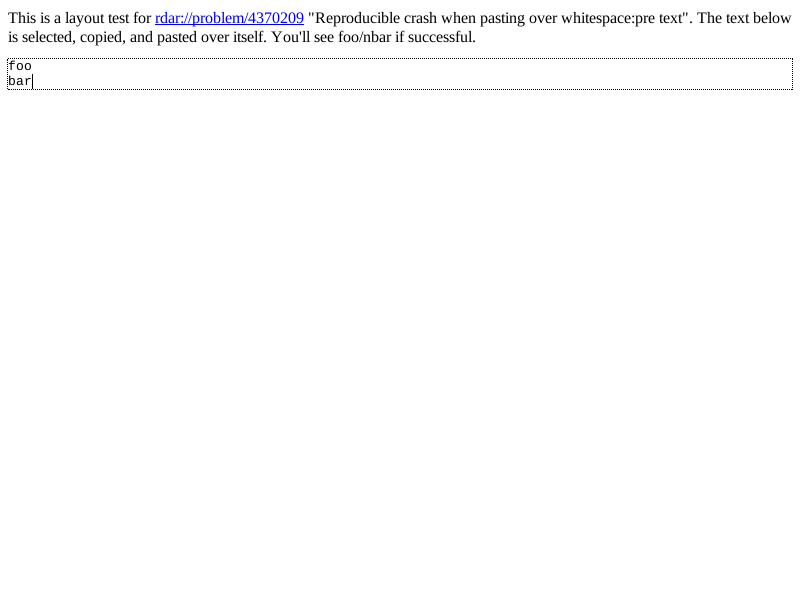 This is a layout test for rdar://problem/4370209 "Reproducible crash when pasting over whitespace:pre text". The text below
is selected, copied, and pasted over itself. You'll see foo/nbar if successful.
foo
bar